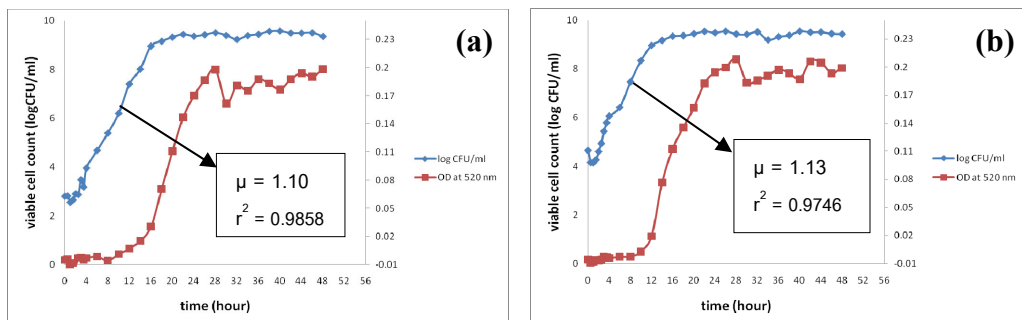 (a)
viable cell count (logCFU/ml)
10
8
6
4
2
0
0.23
0.2
0.17
0.14
0.11
0.08
0.05
0.02
-0.01
0 4 8 12 16 20 24 28 32 36 40 44 48 52 56
time (hour)
μ = 1.10
r² = 0.9858
log CFU/ml
OD at 520 nm
(b)
viable cell count (log CFU/ml)
10
8
6
4
2
0
0.23
0.2
0.17
0.14
0.11
0.08
0.05
0.02
-0.01
0 4 8 12 16 20 24 28 32 36 40 44 48 52 56
time (hour)
μ = 1.13
r² = 0.9746
log CFU/ml
OD at 520 nm